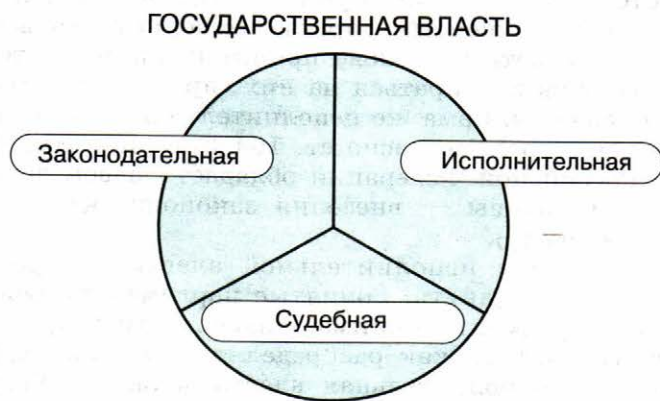 ГОСУДАРСТВЕННАЯ ВЛАСТЬ
Законодательная
Исполнительная
Судебная